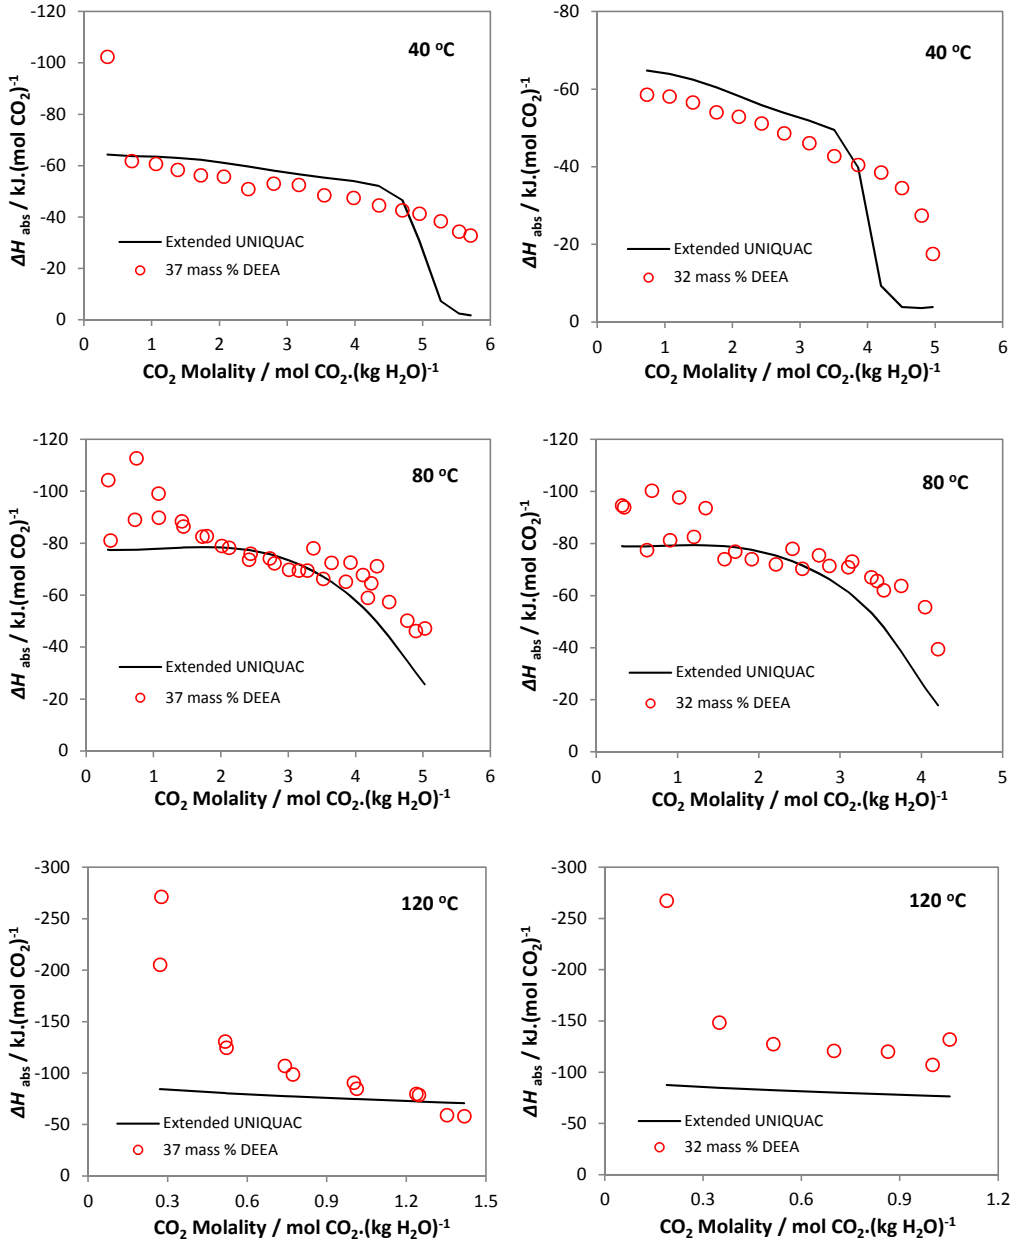 -120
-100
-80
-60
-40
-20
0
0 1 2 3 4 5 6
ΔH abs / kJ.(mol CO2)-1
40 oC
Extended UNIQUAC
37 mass % DEEA
CO2 Molality / mol CO2.(kg H2O)-1
-80
-60
-40
-20
0
0 1 2 3 4 5 6
ΔH abs / kJ.(mol CO2)-1
40 oC
Extended UNIQUAC
32 mass % DEEA
CO2 Molality / mol CO2.(kg H2O)-1
-120
-100
-80
-60
-40
-20
0
0 1 2 3 4 5 6
ΔH abs / kJ.(mol CO2)-1
80 oC
Extended UNIQUAC
37 mass % DEEA
CO2 Molality / mol CO2.(kg H2O)-1
-120
-100
-80
-60
-40
-20
0
0 1 2 3 4 5
ΔH abs / kJ.(mol CO2)-1
80 oC
Extended UNIQUAC
32 mass % DEEA
CO2 Molality / mol CO2.(kg H2O)-1
-300
-250
-200
-150
-100
-50
0
0 0.3 0.6 0.9 1.2 1.5
ΔH abs / kJ.(mol CO2)-1
120 oC
Extended UNIQUAC
37 mass % DEEA
CO2 Molality / mol CO2.(kg H2O)-1
-300
-250
-200
-150
-100
-50
0
0 0.3 0.6 0.9 1.2
ΔH abs / kJ.(mol CO2)-1
120 oC
Extended UNIQUAC
32 mass % DEEA
CO2 Molality / mol CO2.(kg H2O)-1